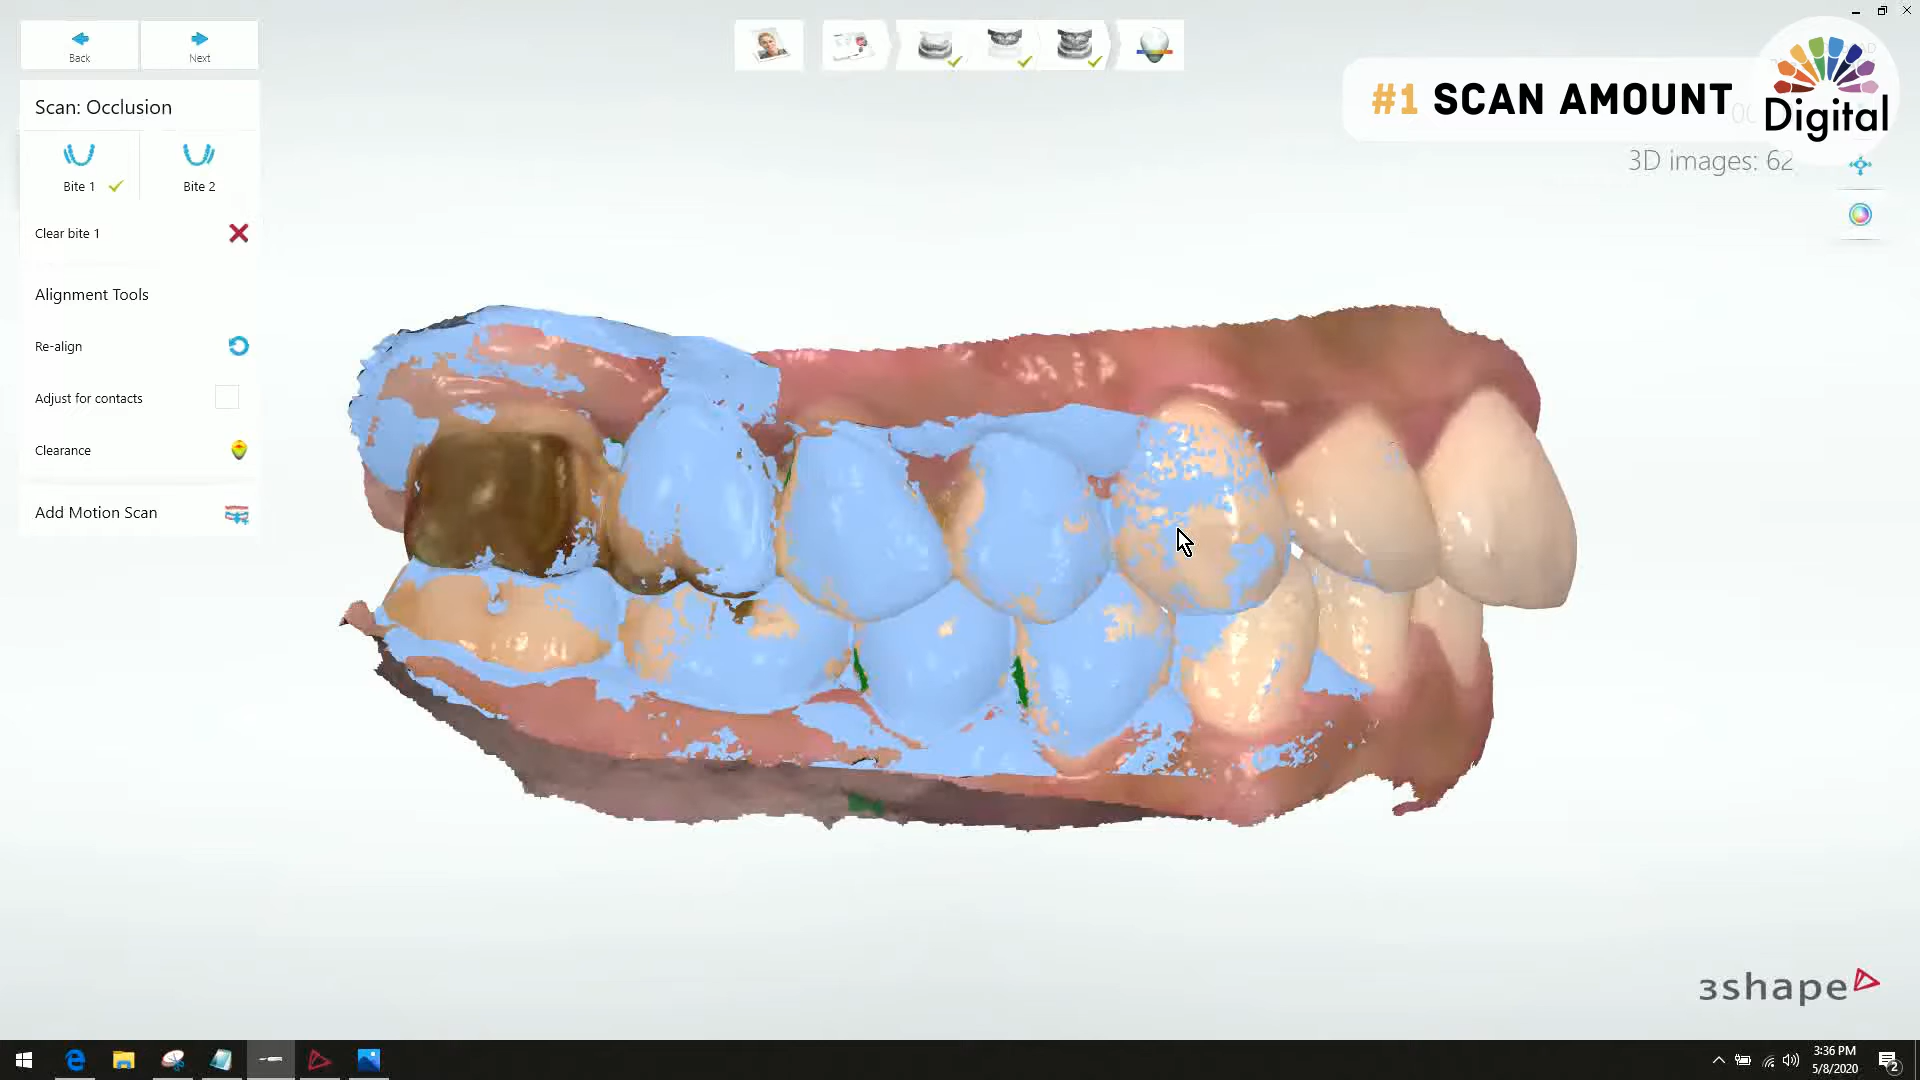 Back
Next
#1 SCAN AMOUNT
Digital
Scan: Occlusion
3D images: 62
Bite 1
Bite 2
Clear bite 1
Alignment Tools
Re-align
Adjust for contacts
Clearance
Add Motion Scan
3shape
3:36 PM
5/8/2020
2